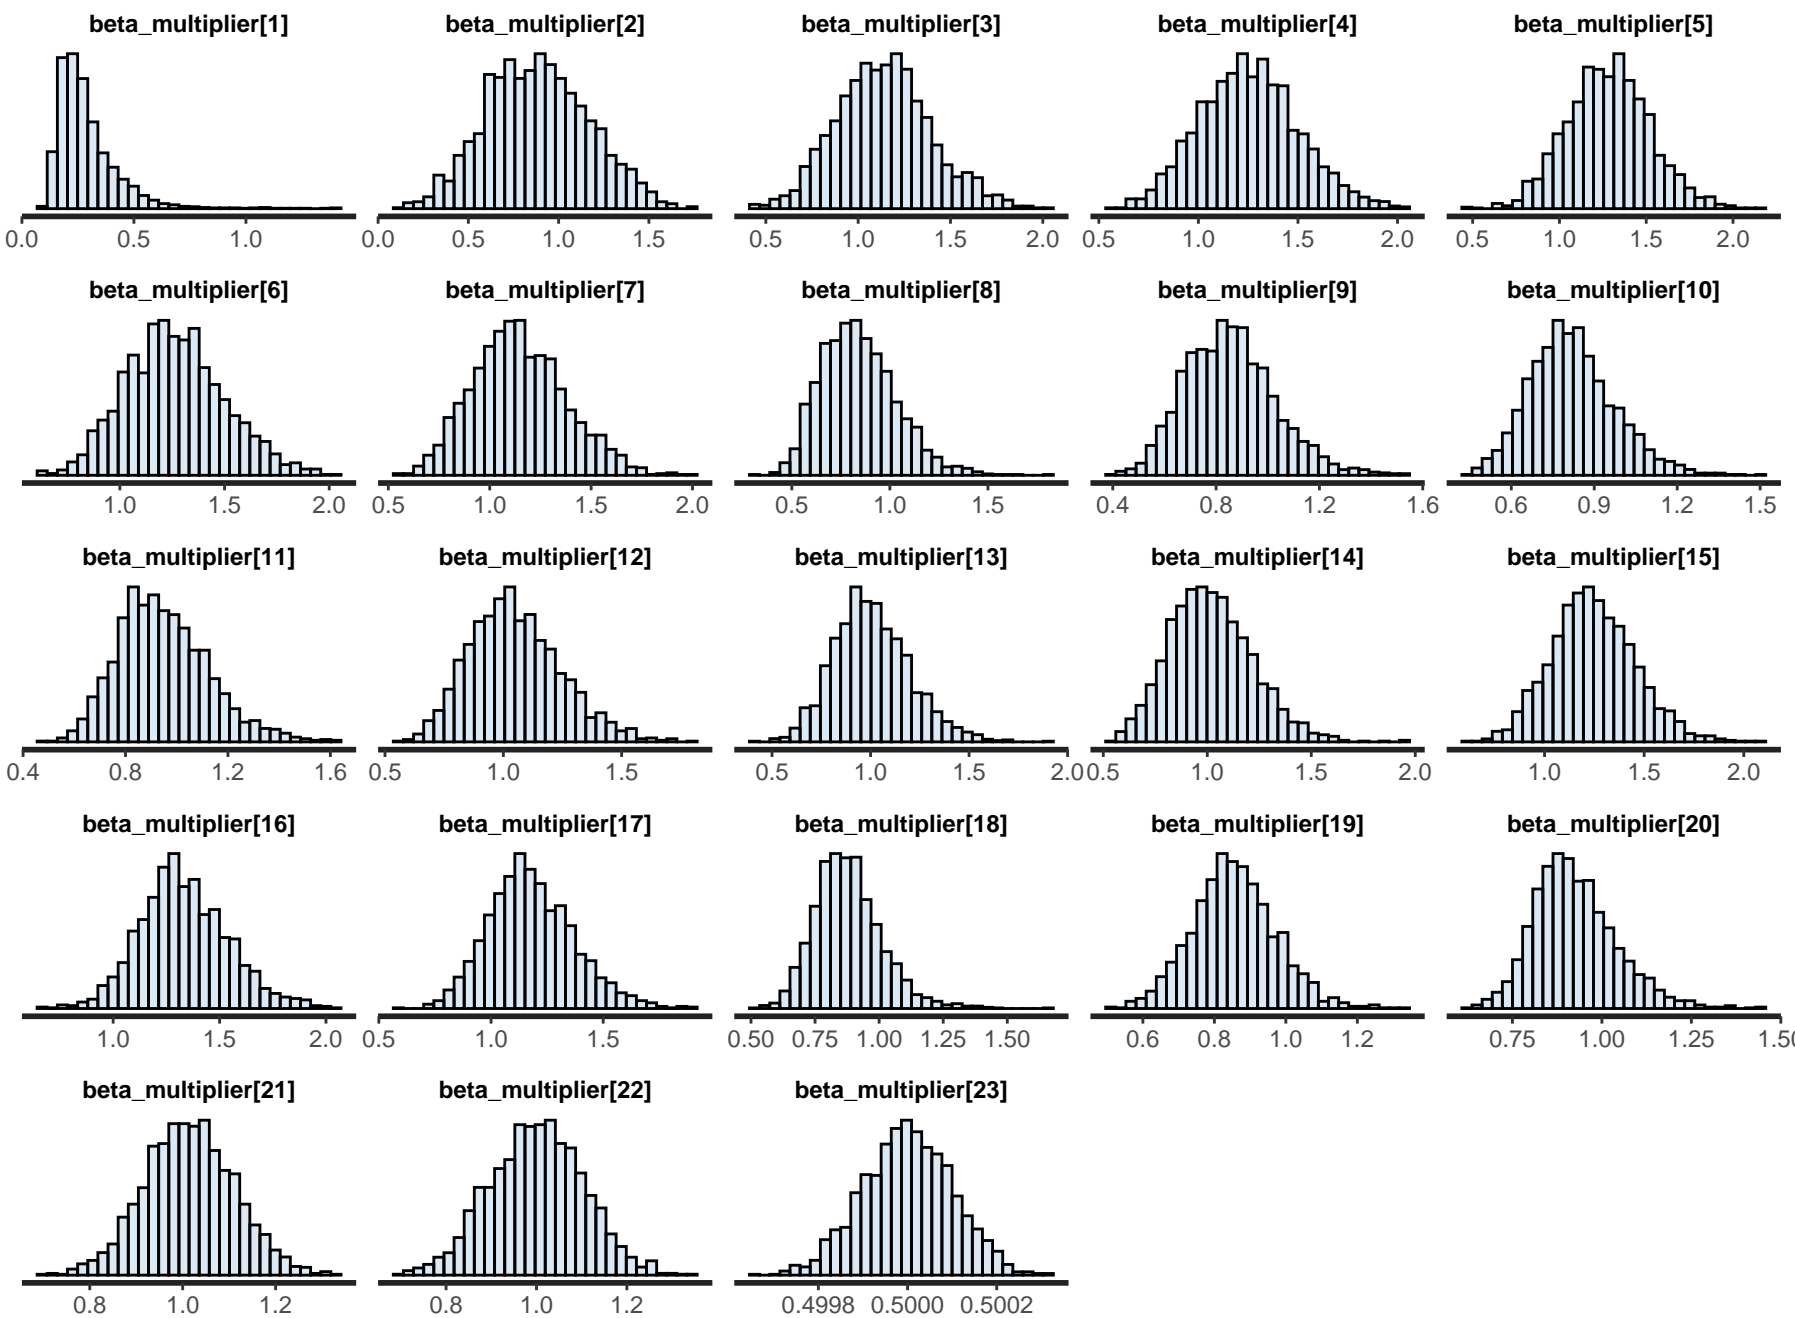 beta_multiplier[1] beta_multiplier[2] beta_multiplier[3] beta_multiplier[4] beta_multiplier[5]
0.0 0.5 1.0 0.0 0.5 1.0 1.5 0.5 1.0 1.5 2.0 0.5 1.0 1.5 2.0 0.5 1.0 1.5 2.0
beta_multiplier[6] beta_multiplier[7] beta_multiplier[8] beta_multiplier[9] beta_multiplier[10]
1.0 1.5 2.0 0.5 1.0 1.5 2.0 0.5 1.0 1.5 0.4 0.8 1.2 1.6 0.6 0.9 1.2 1.5
beta_multiplier[11] beta_multiplier[12] beta_multiplier[13] beta_multiplier[14] beta_multiplier[15]
0.4 0.8 1.2 1.6 0.5 1.0 1.5 0.5 1.0 1.5 2.0 0.5 1.0 1.5 2.0 1.0 1.5 2.0
beta_multiplier[16] beta_multiplier[17] beta_multiplier[18] beta_multiplier[19] beta_multiplier[20]
1.0 1.5 2.0 0.5 1.0 1.5 0.50 0.75 1.00 1.25 1.50 0.6 0.8 1.0 1.2 0.75 1.00 1.25 1.50
beta_multiplier[21] beta_multiplier[22] beta_multiplier[23]
0.8 1.0 1.2 0.8 1.0 1.2 0.4998 0.5000 0.5002